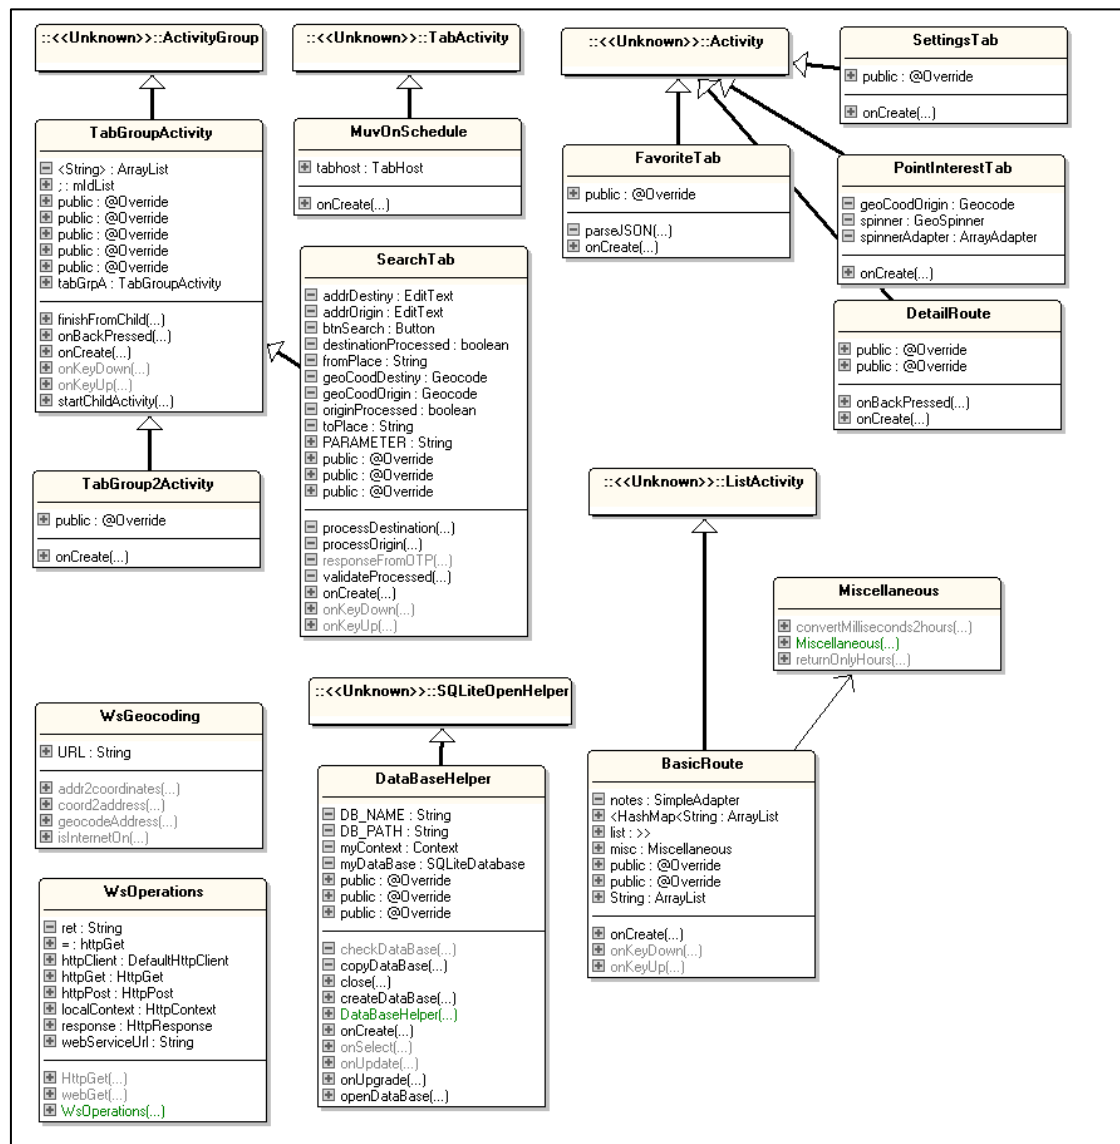 ::<<Unknown>>::ActivityGroup
TabGroupActivity
<String> : ArrayList
; : mIdList
public : @Override
public : @Override
public : @Override
public : @Override
public : @Override
tabGrpA : TabGroupActivity
finishFromChild(...)
onBackPressed(...)
onCreate(...)
onKeyDown(...)
onKeyUp(...)
startChildActivity(...)
TabGroup2Activity
public : @Override
onCreate(...)
::<<Unknown>>::TabActivity
MuvOnSchedule
tabhost : TabHost
onCreate(...)
SearchTab
addrDestiny : EditText
addrOrigin : EditText
btnSearch : Button
destinationProcessed : boolean
fromPlace : String
geoCoodDestiny : Geocode
geoCoodOrigin : Geocode
originProcessed : boolean
toPlace : String
PARAMETER : String
public : @Override
public : @Override
public : @Override
processDestination(...)
processOrigin(...)
responseFromOTP(...)
validateProcessed(...)
onCreate(...)
onKeyDown(...)
onKeyUp(...)
::<<Unknown>>::Activity
SettingsTab
public : @Override
onCreate(...)
FavoriteTab
public : @Override
parseJSON(...)
onCreate(...)
PointInterestTab
geoCoodOrigin : Geocode
spinner : GeoSpinner
spinnerAdapter : ArrayAdapter
onCreate(...)
DetailRoute
public : @Override
public : @Override
onBackPressed(...)
onCreate(...)
::<<Unknown>>::ListActivity
Miscellaneous
convertMilliseconds2hours(...)
Miscellaneous(...)
returnOnlyHours(...)
WsGeocoding
URL : String
addr2coordinates(...)
coord2address(...)
geocodeAddress(...)
isInternetOn(...)
WsOperations
ret : String
= : httpGet
httpClient : DefaultHttpClient
httpGet : HttpGet
httpPost : HttpPost
localContext : HttpContext
response : HttpResponse
webServiceUrl : String
HttpGet(...)
webGet(...)
WsOperations(...)
::<<Unknown>>::SQLiteOpenHelper
DataBaseHelper
DB_NAME : String
DB_PATH : String
myContext : Context
myDataBase : SQLiteDatabase
public : @Override
public : @Override
public : @Override
checkDataBase(...)
copyDataBase(...)
close(...)
createDataBase(...)
DataBaseHelper(...)
onCreate(...)
onSelect(...)
onUpdate(...)
onUpgrade(...)
openDataBase(...)
BasicRoute
notes : SimpleAdapter
<HashMap<String : ArrayList
list : >>
misc : Miscellaneous
public : @Override
public : @Override
String : ArrayList
onCreate(...)
onKeyDown(...)
onKeyUp(...)